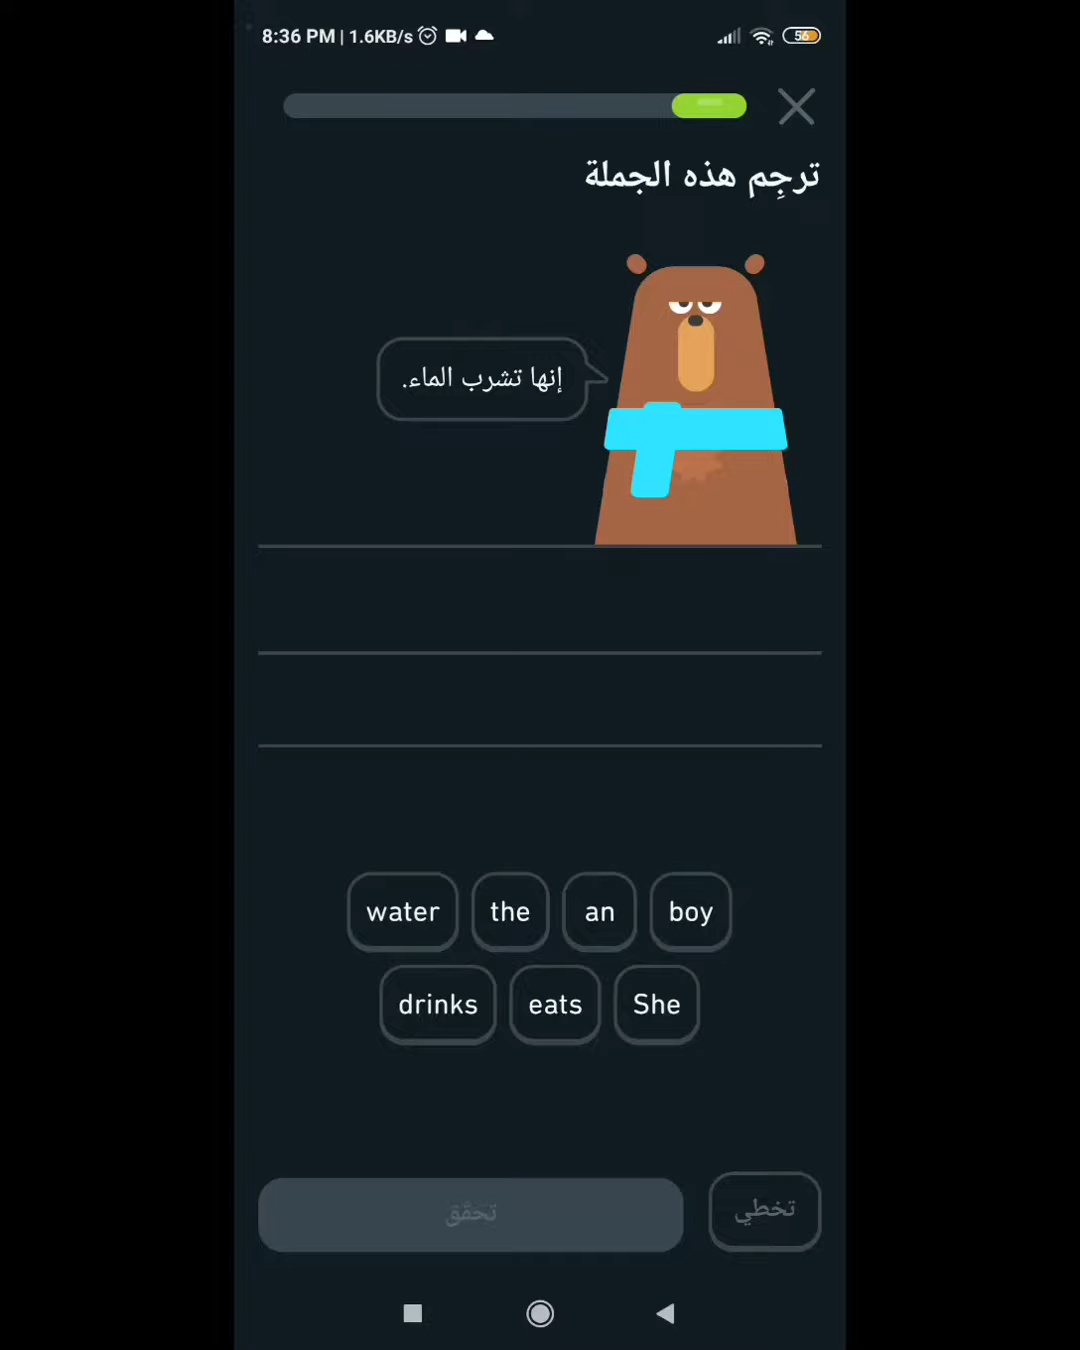 8:36 PM | 1.6KB/s 56
ترجِم هذه الجملة
إنها تشرب الماء.
water the an boy
drinks eats She
تحقّق تخطي